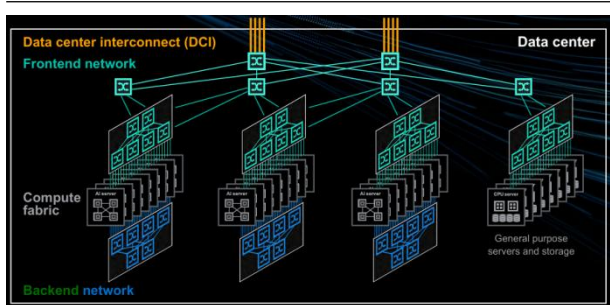 Data center interconnect (DCI)
Data center
Frontend network
Compute
fabric
AI server
AI server
AI server
CPU server
General purpose
servers and storage
Backend network